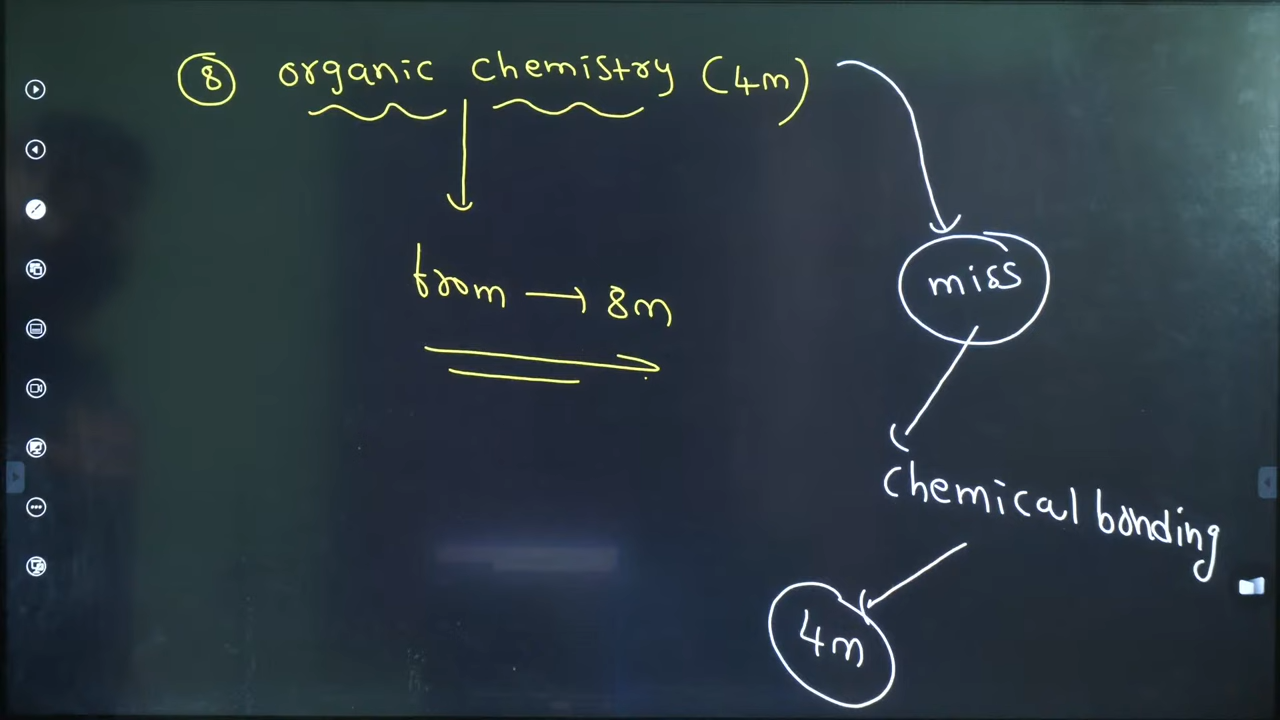 8 organic chemistry (4m)
from → 8m
miss
chemical bonding
4m